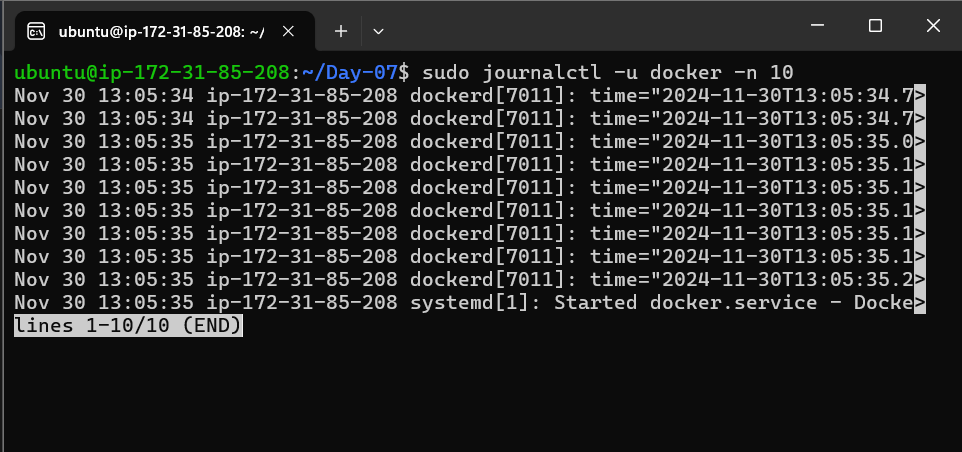 ubuntu@ip-172-31-85-208: ~/
ubuntu@ip-172-31-85-208:~/Day-07$ sudo journalctl -u docker -n 10
Nov 30 13:05:34 ip-172-31-85-208 dockerd[7011]: time="2024-11-30T13:05:34.7>
Nov 30 13:05:34 ip-172-31-85-208 dockerd[7011]: time="2024-11-30T13:05:34.7>
Nov 30 13:05:35 ip-172-31-85-208 dockerd[7011]: time="2024-11-30T13:05:35.0>
Nov 30 13:05:35 ip-172-31-85-208 dockerd[7011]: time="2024-11-30T13:05:35.1>
Nov 30 13:05:35 ip-172-31-85-208 dockerd[7011]: time="2024-11-30T13:05:35.1>
Nov 30 13:05:35 ip-172-31-85-208 dockerd[7011]: time="2024-11-30T13:05:35.1>
Nov 30 13:05:35 ip-172-31-85-208 dockerd[7011]: time="2024-11-30T13:05:35.1>
Nov 30 13:05:35 ip-172-31-85-208 dockerd[7011]: time="2024-11-30T13:05:35.1>
Nov 30 13:05:35 ip-172-31-85-208 dockerd[7011]: time="2024-11-30T13:05:35.2>
Nov 30 13:05:35 ip-172-31-85-208 systemd[1]: Started docker.service - Docke>
lines 1-10/10 (END)